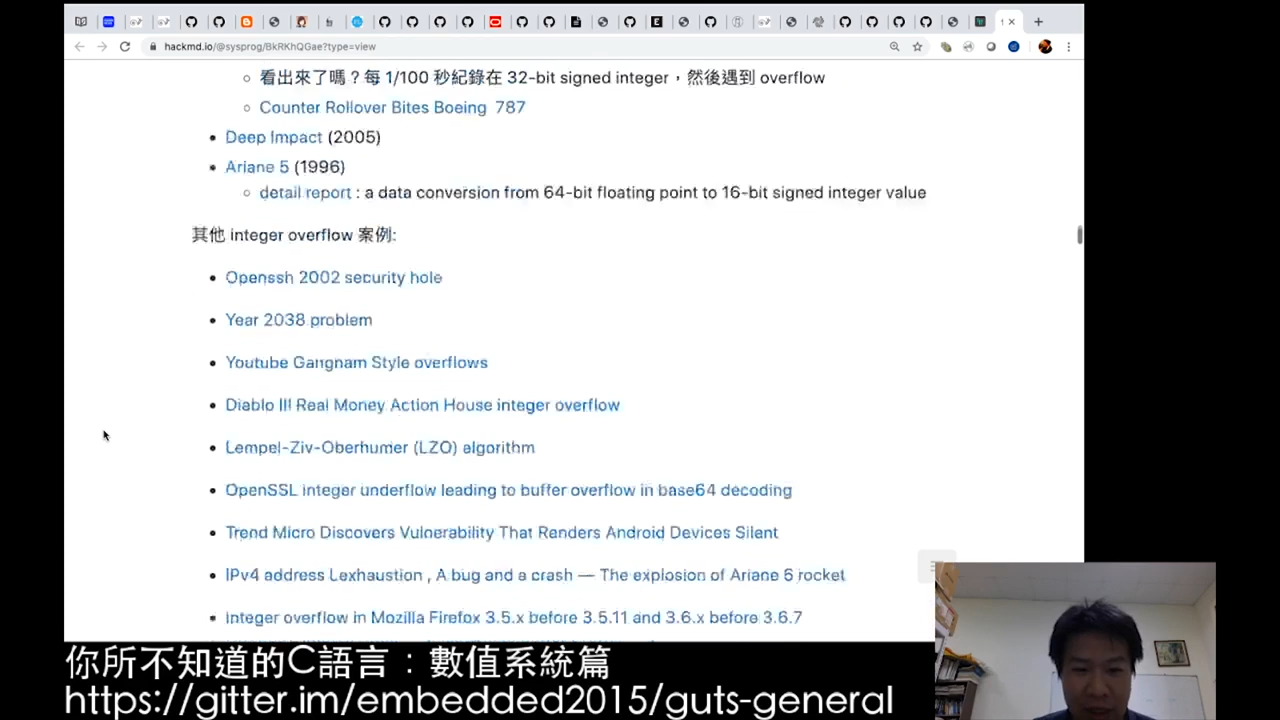 hackmd.io/@sysprog/BkRKhQGae?type=view
看出來了嗎？每 1/100 秒紀錄在 32-bit signed integer，然後遇到 overflow
Counter Rollover Bites Boeing 787
Deep Impact (2005)
Ariane 5 (1996)
detail report : a data conversion from 64-bit floating point to 16-bit signed integer value
其他 integer overflow 案例:
Openssh 2002 security hole
Year 2038 problem
Youtube Gangnam Style overflows
Diablo III Real Money Action House integer overflow
Lempel-Ziv-Oberhumer (LZO) algorithm
OpenSSL integer underflow leading to buffer overflow in base64 decoding
Trend Micro Discovers Vulnerability That Renders Android Devices Silent
IPv4 address Lexhaustion , A bug and a crash — The explosion of Ariane 6 rocket
Integer overflow in Mozilla Firefox 3.5.x before 3.5.11 and 3.6.x before 3.6.7
你所不知道的C語言：數值系統篇
https://gitter.im/embedded2015/guts-general